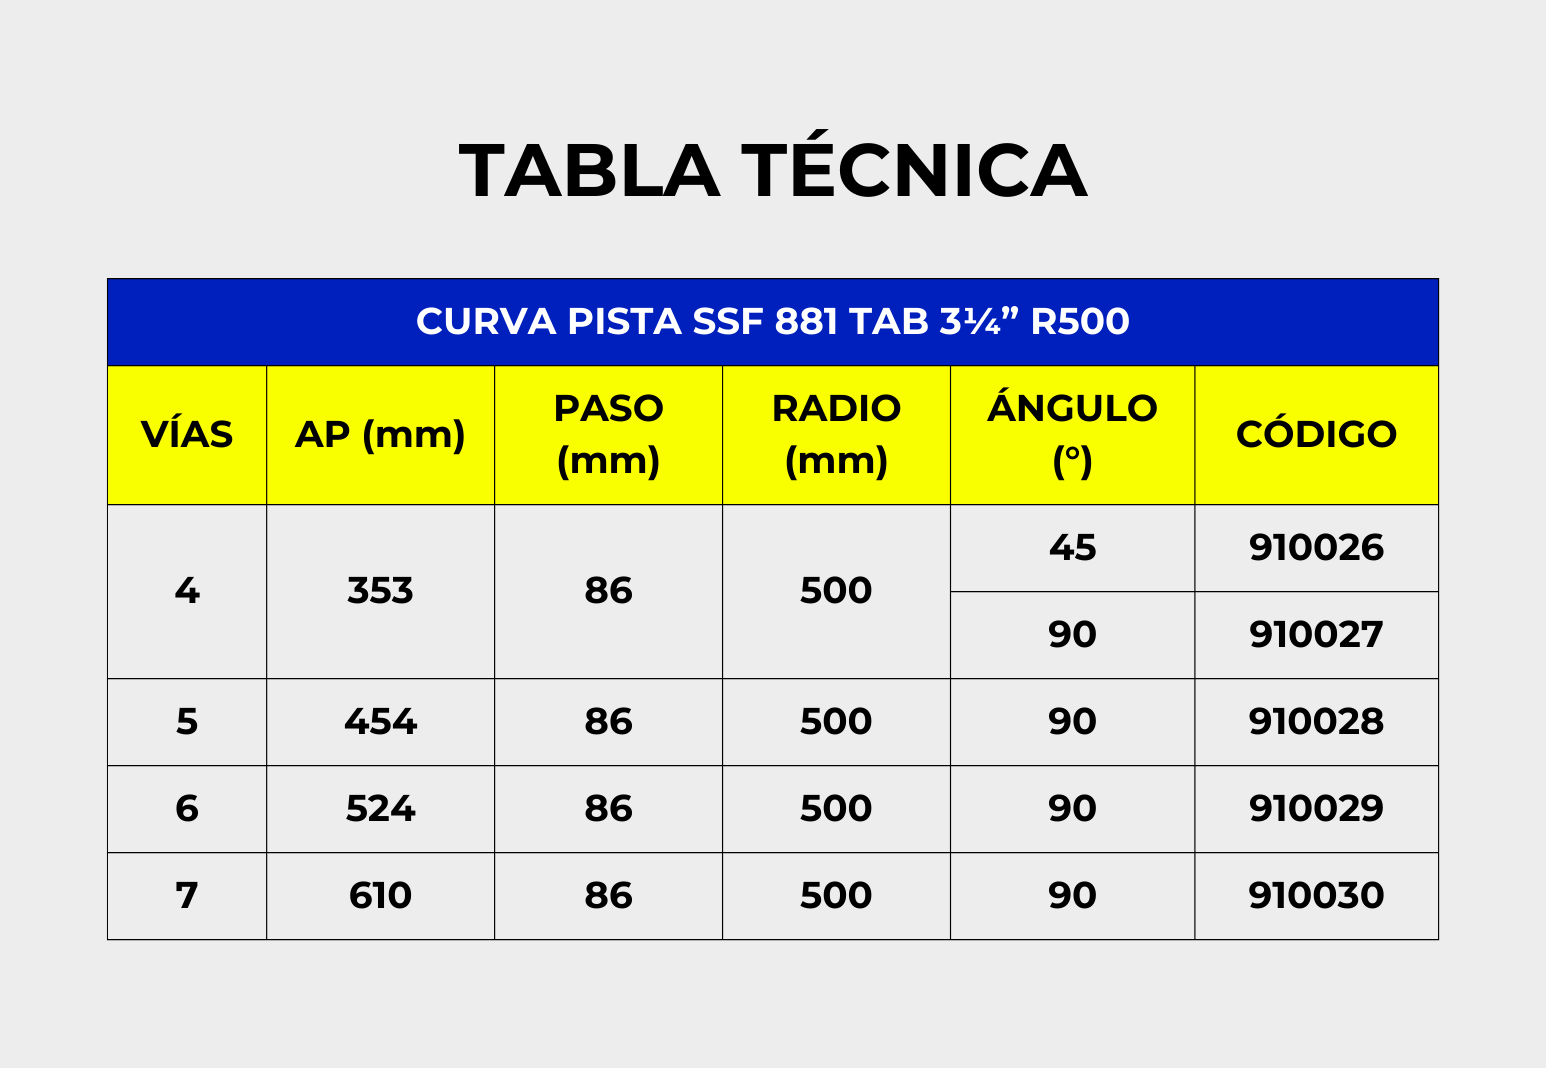 TABLA TÉCNICA
CURVA PISTA SSF 881 TAB 3¼” R500
VÍAS AP (mm) PASO (mm) RADIO (mm) ÁNGULO (°) CÓDIGO
4 353 86 500 45 910026
90 910027
5 454 86 500 90 910028
6 524 86 500 90 910029
7 610 86 500 90 910030